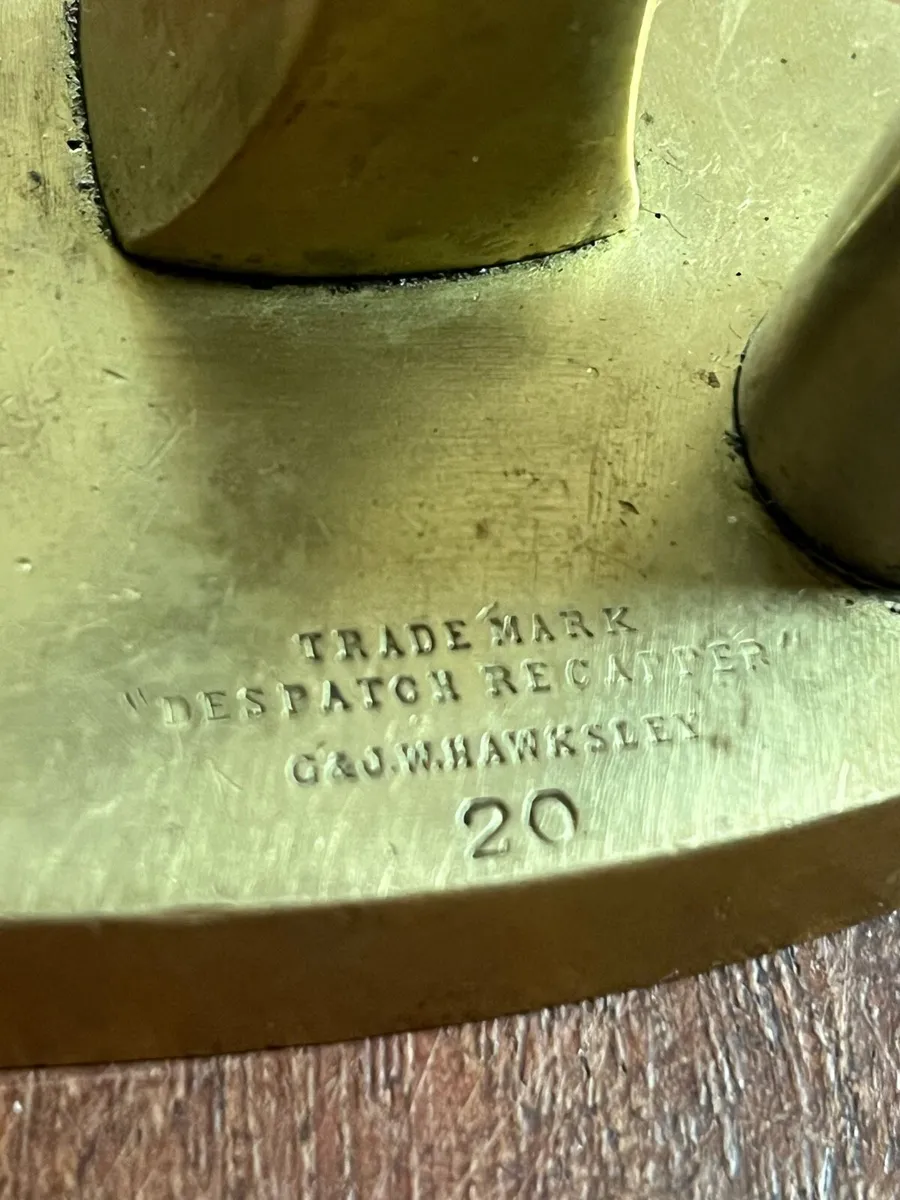 TRADE MARK
"DESPATCH RECAPPER"
G&J.W.HAWKSLEY
20